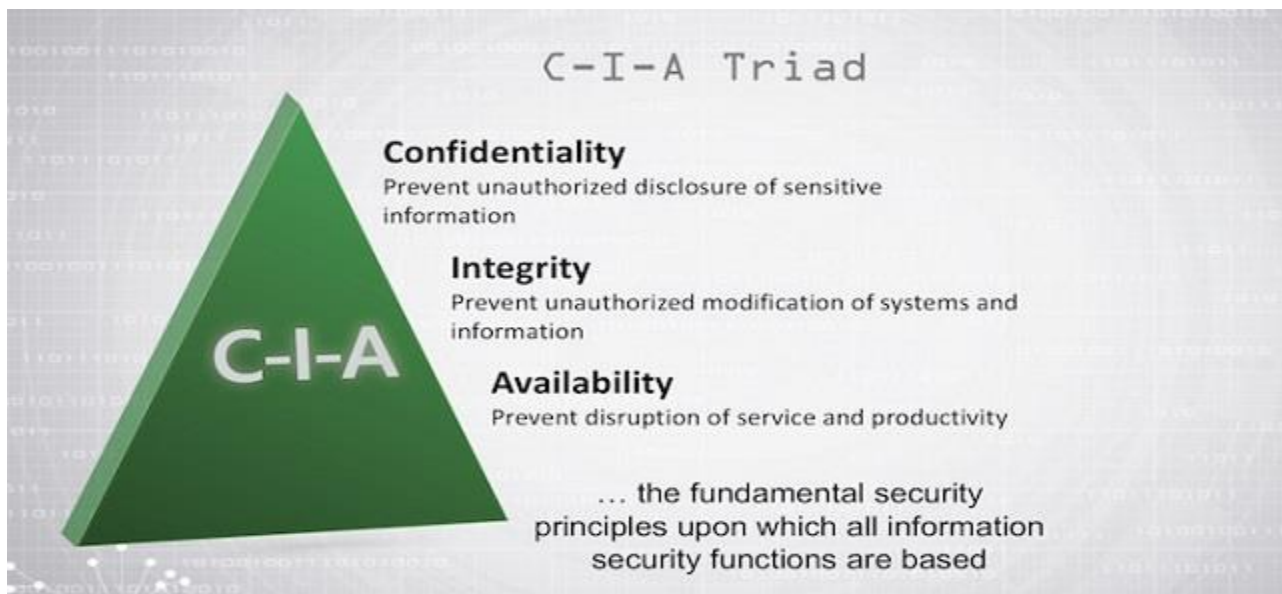 C-I-A Triad
Confidentiality
Prevent unauthorized disclosure of sensitive
information
Integrity
Prevent unauthorized modification of systems and
information
C-I-A
Availability
Prevent disruption of service and productivity
... the fundamental security
principles upon which all information
security functions are based